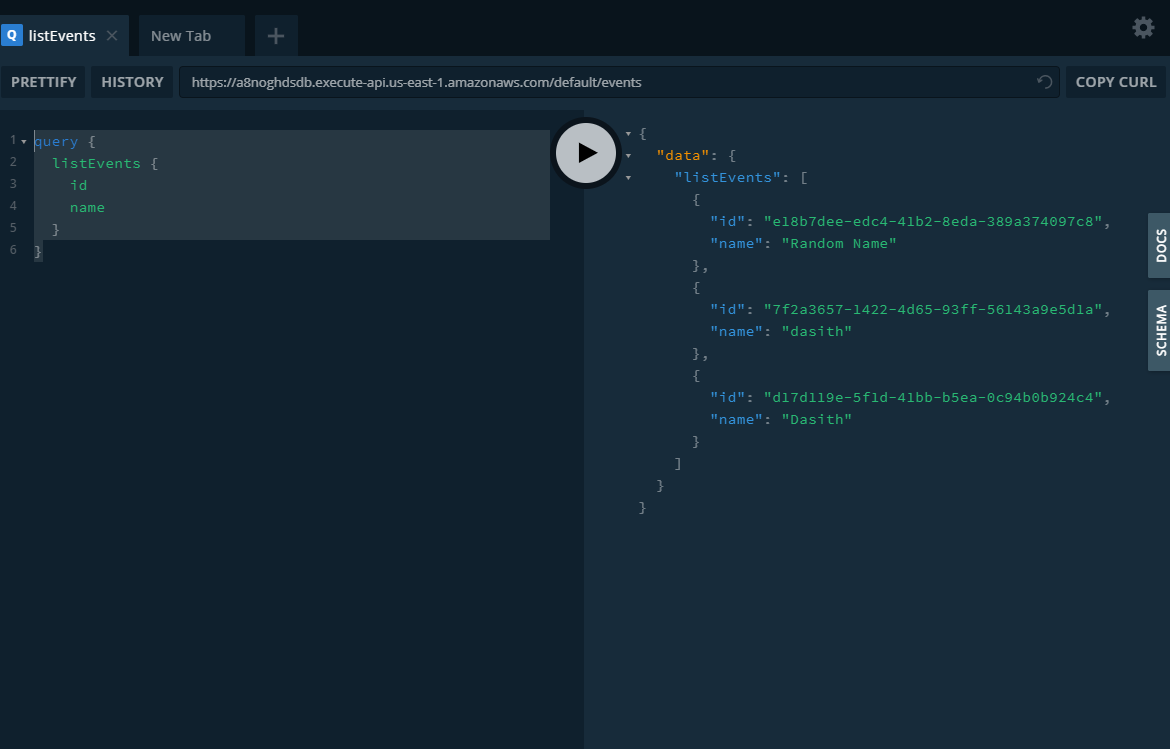 Q listEvents × New Tab +
PRETTIFY HISTORY https://a8noghdsdb.execute-api.us-east-1.amazonaws.com/default/events COPY CURL
1 query {
2 listEvents {
3 id
4 name
5 }
6 }
{
"data": {
"listEvents": [
{
"id": "e18b7dee-edc4-41b2-8eda-389a374097c8",
"name": "Random Name"
},
{
"id": "7f2a3657-1422-4d65-93ff-56143a9e5d1a",
"name": "dasith"
},
{
"id": "d17d119e-5f1d-41bb-b5ea-0c94b0b924c4",
"name": "Dasith"
}
]
}
}
DOCS
SCHEMA